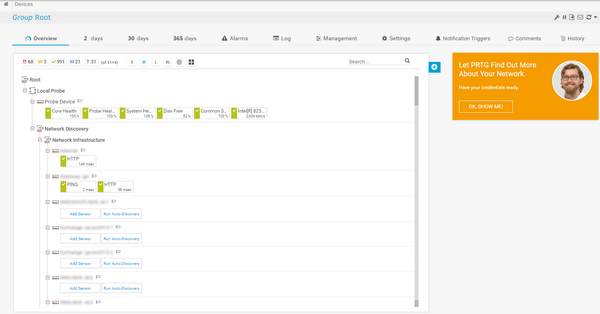 Devices
Group Root
Overview 2 days 30 days 365 days Alarms Log Management Settings Notification Triggers Comments History
68 3 991 21 31 (of 1114) S M L XL Search...
Root
Local Probe
Probe Device
Core Health 100 % Probe Heal... 100 % System He... 100 % Disk Free 92 % Common S... 100 % Intel[R] 825...
Network Discovery
Network Infrastructure
HTTP
PING 2 msec HTTP
Add Sensor Run Auto-Discovery
Add Sensor Run Auto-Discovery
Add Sensor Run Auto-Discovery
Add Sensor Run Auto-Discovery
Let PRTG Find Out More
About Your Network.
Have your credentials ready.
OK, SHOW ME!